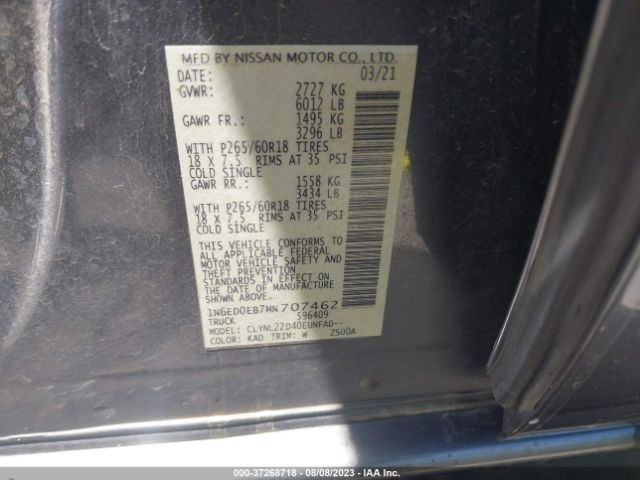 MFD BY NISSAN MOTOR CO., LTD.
DATE: 03/21
GVWR: 2727 KG
6012 LB
GAWR FR.: 1495 KG
3296 LB
WITH P265/60R18 TIRES
18 X 7.5 RIMS AT 35 PSI
COLD SINGLE
GAWR RR.: 1558 KG
3434 LB
WITH P265/60R18 TIRES
18 X 7.5 RIMS AT 35 PSI
COLD SINGLE
THIS VEHICLE CONFORMS TO
ALL APPLICABLE FEDERAL
MOTOR VEHICLE SAFETY AND
THEFT PREVENTION
STANDARDS IN EFFECT ON THE
DATE OF MANUFACTURE
1N6ED0EB7MN707462
TRUCK 596409
MODEL: CLYNL22D40EUNFAD--
COLOR: KAD TRIM: W ZS00A
000-37268718 - 08/08/2023 - IAA Inc.